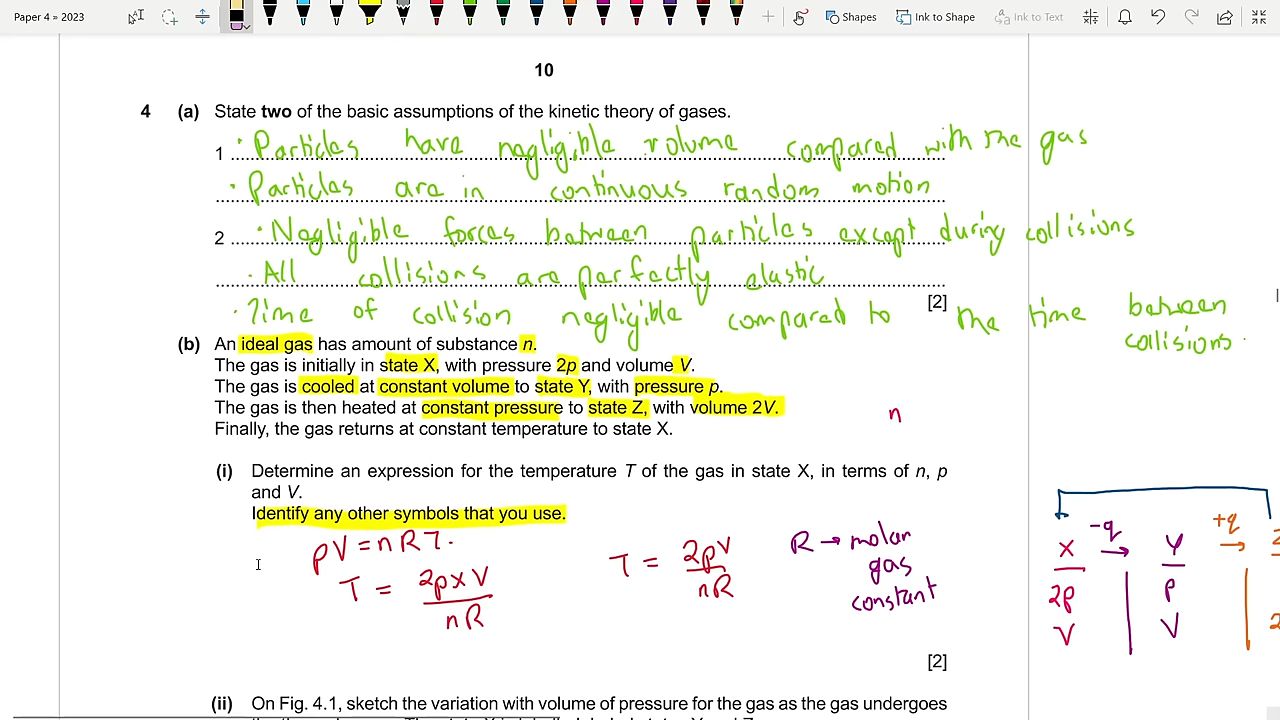 Paper 4 » 2023
Shapes
Ink to Shape
Ink to Text
10
4 (a) State two of the basic assumptions of the kinetic theory of gases.
1 · Particles have negligible volume compared with the gas
· Particles are in continuous random motion
2 · Negligible forces between particles except during collisions
· All collisions are perfectly elastic
[2]
· Time of collision negligible compared to the time between
collisions.
(b) An ideal gas has amount of substance n.
The gas is initially in state X, with pressure 2p and volume V.
The gas is cooled at constant volume to state Y, with pressure p.
The gas is then heated at constant pressure to state Z, with volume 2V.
n
Finally, the gas returns at constant temperature to state X.
(i) Determine an expression for the temperature T of the gas in state X, in terms of n, p
and V.
Identify any other symbols that you use.
PV = nRT.
T = 2p×V / nR
T = 2pV / nR
R → molar
gas
constant
-q → +q →
X Y
2P P
V V 2
[2]
(ii) On Fig. 4.1, sketch the variation with volume of pressure for the gas as the gas undergoes